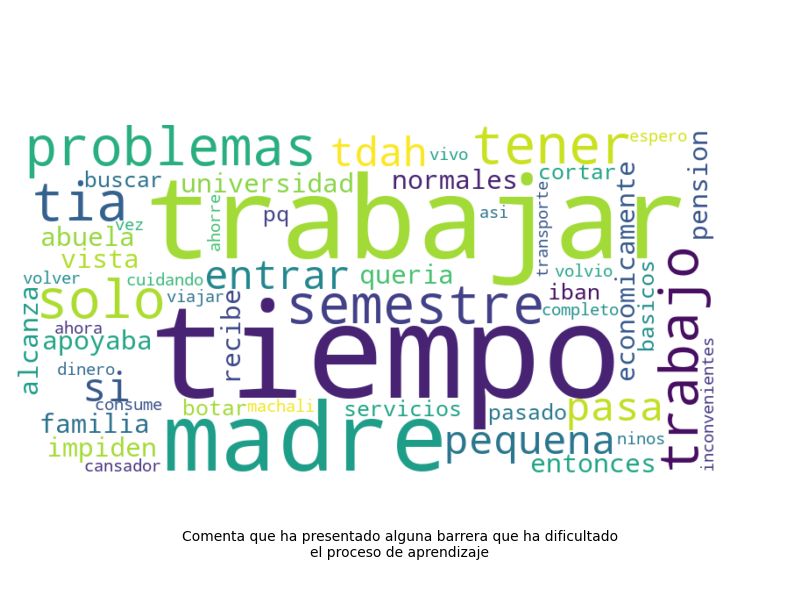 problemas
tdah
vivo
tener
espero
pension
tia
buscar
universidad
trabajar
normales
cortar
economicamente
abuela
vez
ahorre
pq
asi
transporte
vista
volver
cuidando
entrar
queria
volvio
basicos
trabajo
alcanza
solo
viajar
recibe
semestre
iban
completo
ahora
apoyaba
tiempo
inconvenientes
dinero
si
consume
botar
machali
servicios
pasado
pasa
familia
madre
pequena
ninos
impiden
cansador
entonces
Comenta que ha presentado alguna barrera que ha dificultado
el proceso de aprendizaje